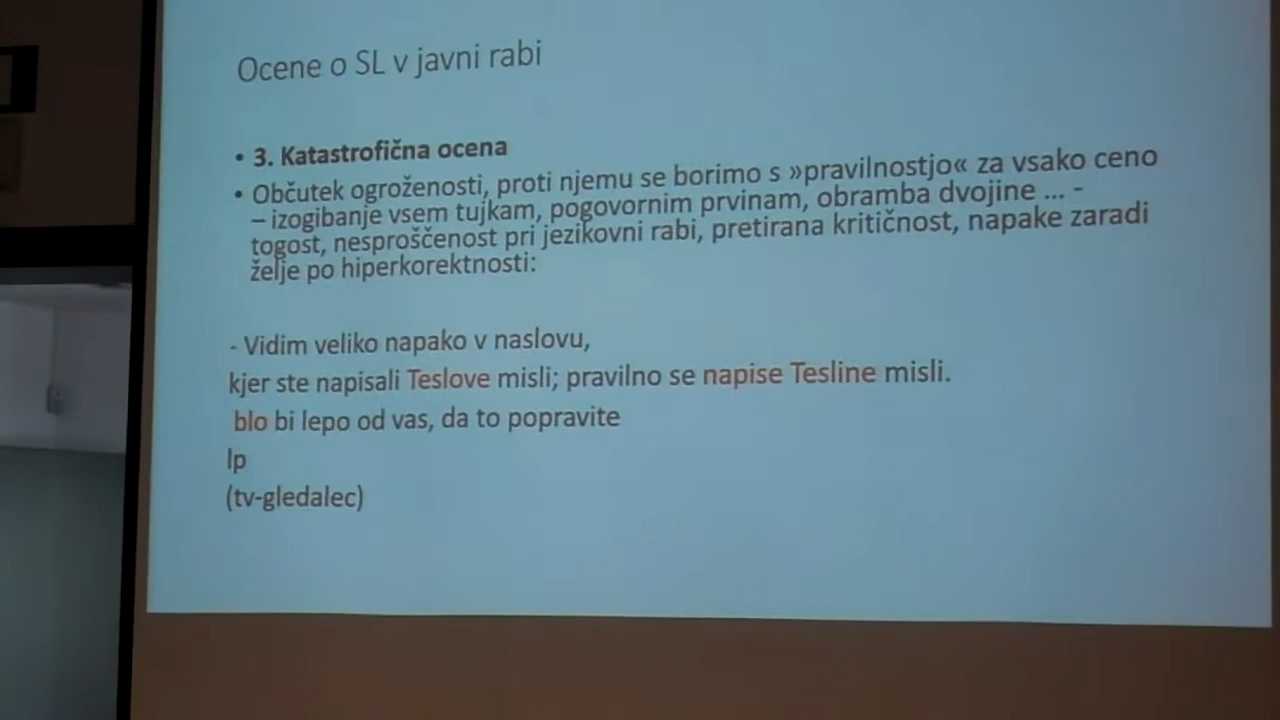 Ocene o SL v javni rabi
• 3. Katastrofična ocena
• Občutek ogroženosti, proti njemu se borimo s »pravilnostjo« za vsako ceno
– izogibanje vsem tujkam, pogovornim prvinam, obramba dvojine ... -
togost, nesproščenost pri jezikovni rabi, pretirana kritičnost, napake zaradi
želje po hiperkorektnosti:
- Vidim veliko napako v naslovu,
kjer ste napisali Teslove misli; pravilno se napise Tesline misli.
blo bi lepo od vas, da to popravite
lp
(tv-gledalec)